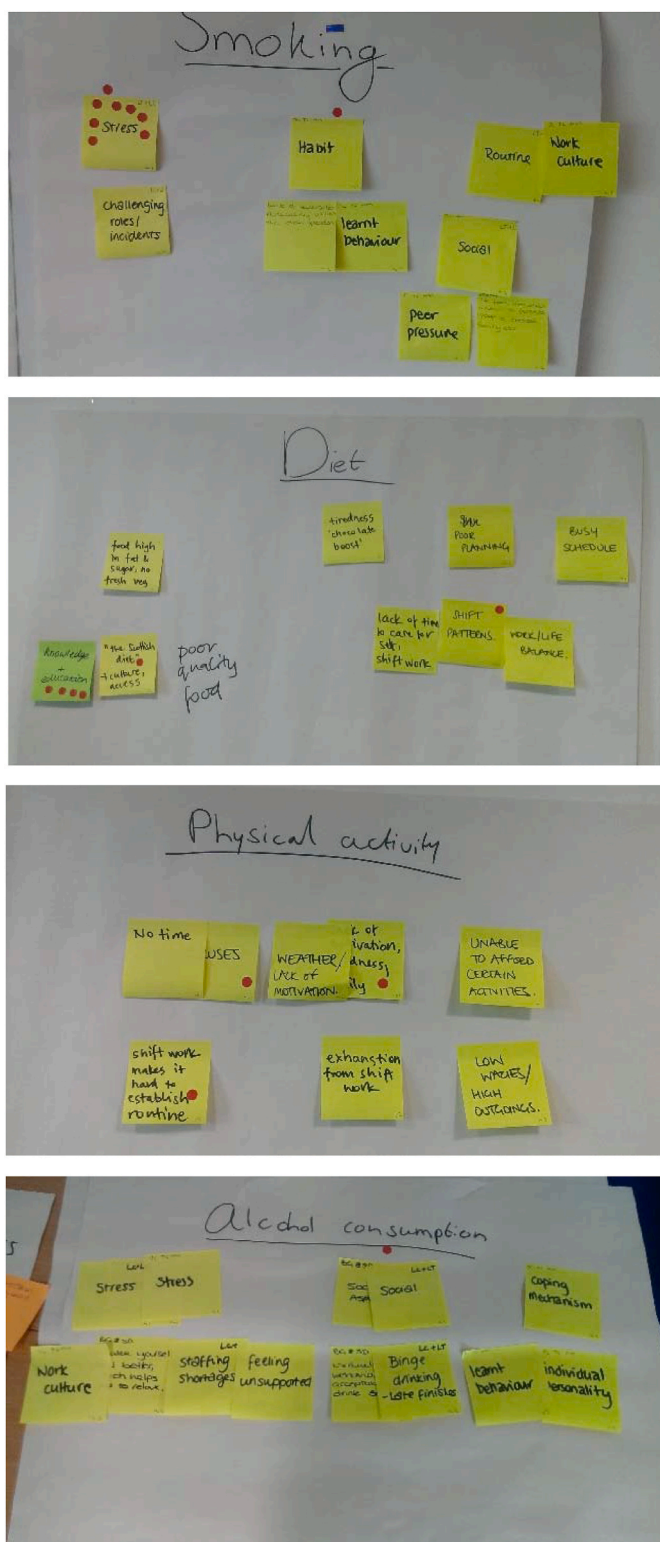 Smoking
Stress
Habit
Routine
Work
culture
challenging
roles/
incidents
learnt
behaviour
Social
peer
pressure
Diet
food high
in fat &
sugar, no
fresh veg
tiredness
'chocolate
boost'
POOR
PLANNING
BUSY
SCHEDULE
knowledge
+
education
"the Scottish
diet"
+ culture,
access
poor
quality
food
lack of time
to care for
self,
shift work
SHIFT
PATTERNS.
WORK/LIFE
BALANCE.
Physical activity
No time
USES
WEATHER/
LACK OF
MOTIVATION.
UNABLE
TO AFFORD
CERTAIN
ACTIVITIES.
shift work
makes it
hard to
establish
routine
exhaustion
from shift
work
LOW
WAGES/
HIGH
OUTGOINGS.
Alcohol consumption
Stress
Stress
Social
Coping
mechanism
Work
culture
staffing
shortages
feeling
unsupported
Binge
drinking
-Late finishes
learnt
behaviour
individual
personality